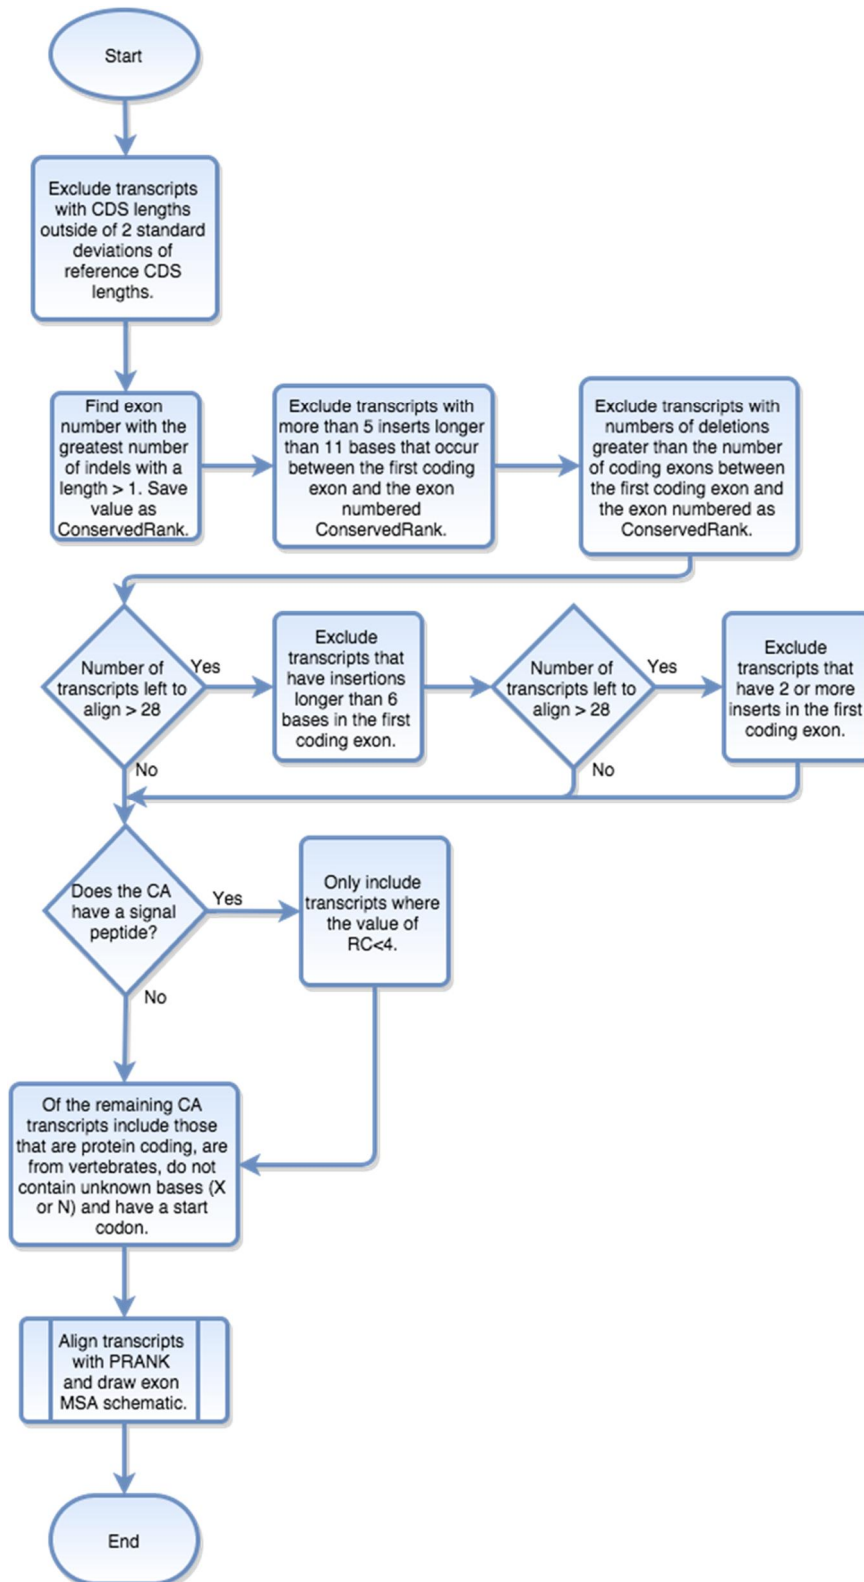 Start
Exclude transcripts
with CDS lengths
outside of 2 standard
deviations of
reference CDS
lengths.
Find exon
number with the
greatest number
of indels with a
length > 1. Save
value as
ConservedRank.
Exclude transcripts with
more than 5 inserts longer
than 11 bases that occur
between the first coding
exon and the exon
numbered
ConservedRank.
Exclude transcripts with
numbers of deletions
greater than the number
of coding exons between
the first coding exon and
the exon numbered as
ConservedRank.
Number of
transcripts left to
align > 28
Yes
No
Exclude
transcripts that
have insertions
longer than 6
bases in the first
coding exon.
Number of
transcripts left to
align > 28
Yes
No
Exclude
transcripts that
have 2 or more
inserts in the first
coding exon.
Does the CA
have a signal
peptide?
Yes
No
Only include
transcripts where
the value of
RC<4.
Of the remaining CA
transcripts include those
that are protein coding, are
from vertebrates, do not
contain unknown bases (X
or N) and have a start
codon.
Align transcripts
with PRANK
and draw exon
MSA schematic.
End